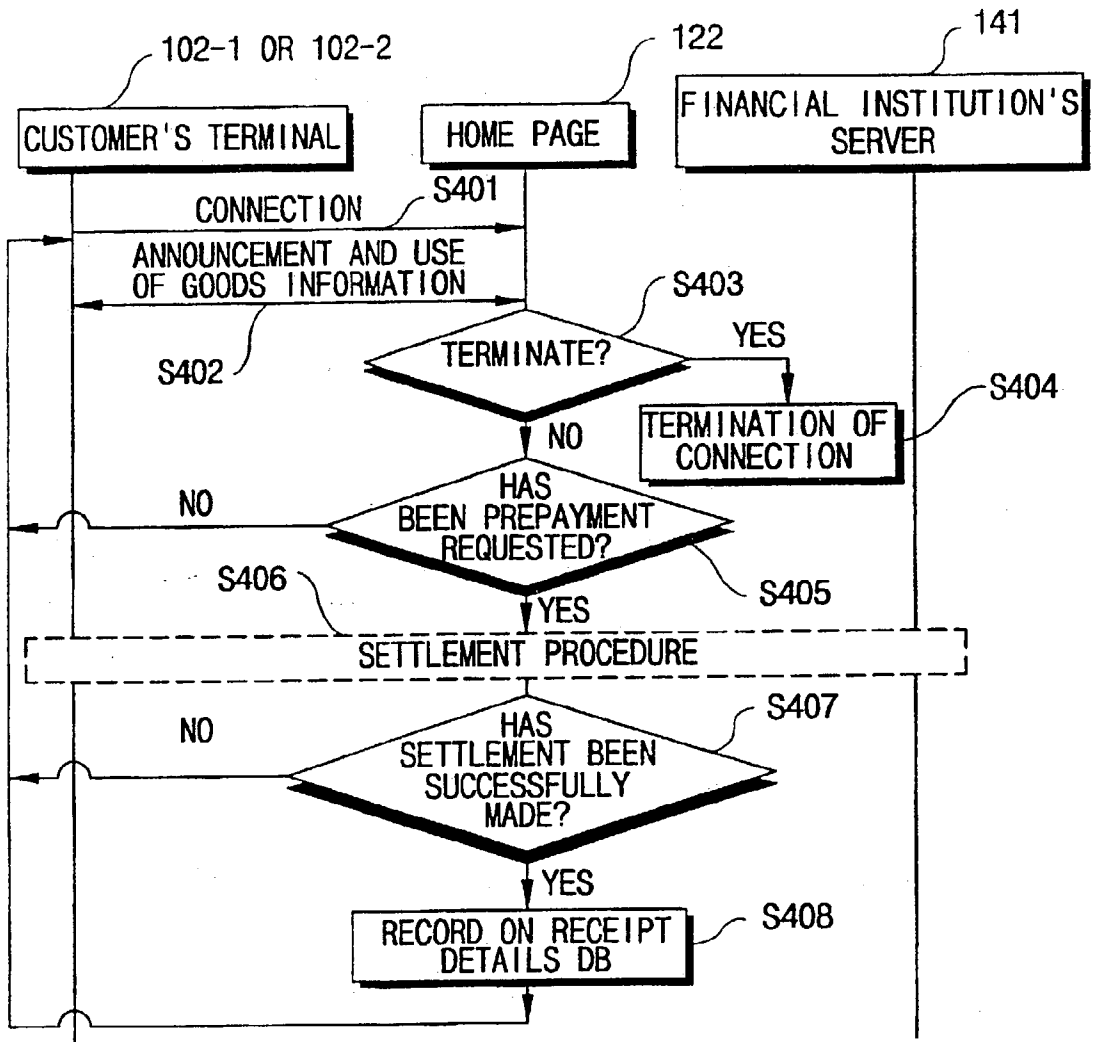 102-1 OR 102-2
122
141
CUSTOMER'S TERMINAL
HOME PAGE
FINANCIAL INSTITUTION'S
SERVER
S401
CONNECTION
ANNOUNCEMENT AND USE
OF GOODS INFORMATION
S402
S403
TERMINATE?
YES
S404
TERMINATION OF
CONNECTION
NO
HAS
BEEN PREPAYMENT
REQUESTED?
NO
S405
S406
YES
SETTLEMENT PROCEDURE
S407
HAS
SETTLEMENT BEEN
SUCCESSFULLY
MADE?
NO
YES
S408
RECORD ON RECEIPT
DETAILS DB